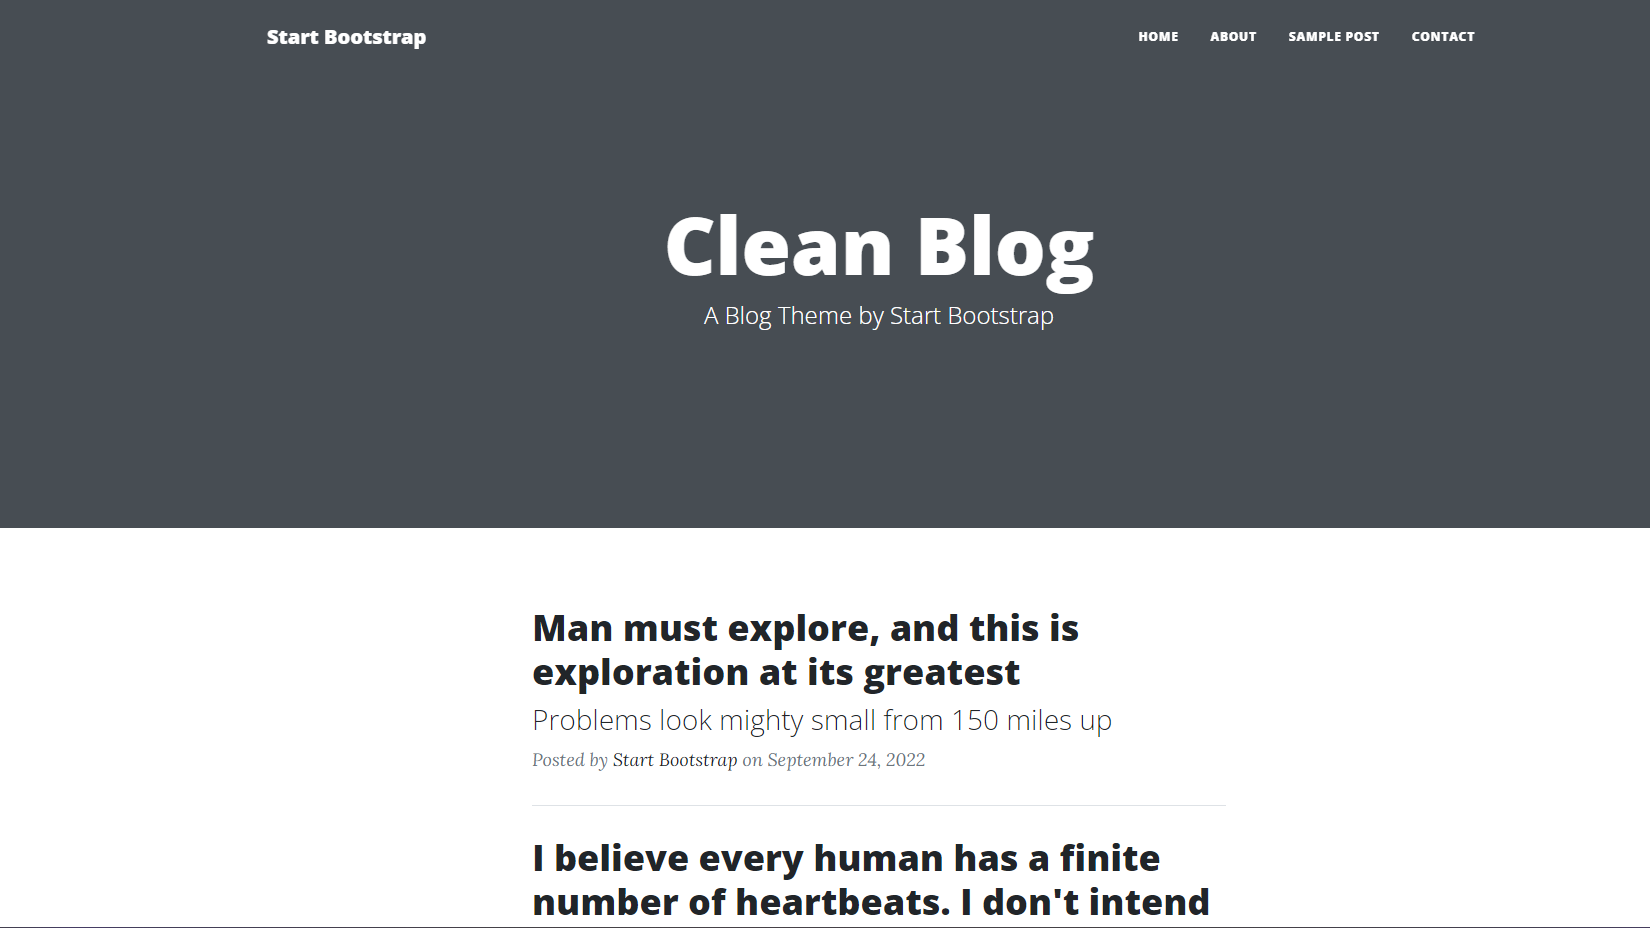 Start Bootstrap
HOME ABOUT SAMPLE POST CONTACT
Clean Blog
A Blog Theme by Start Bootstrap
Man must explore, and this is
exploration at its greatest
Problems look mighty small from 150 miles up
Posted by Start Bootstrap on September 24, 2022
I believe every human has a finite
number of heartbeats. I don't intend